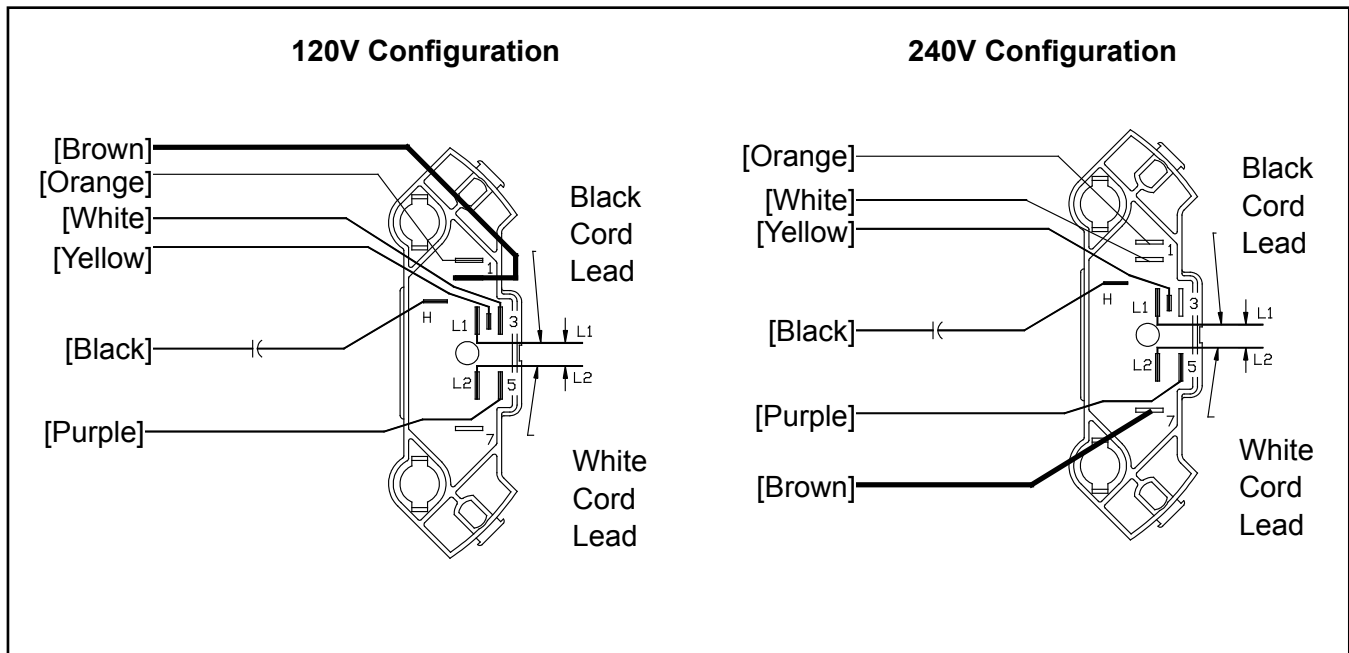 120V Configuration
[Brown]
[Orange]
[White]
[Yellow]
[Black]
[Purple]
Black
Cord
Lead
1
H
L1
3
L1
L2
5
L2
7
White
Cord
Lead
240V Configuration
[Orange]
[White]
[Yellow]
[Black]
[Purple]
[Brown]
Black
Cord
Lead
1
H
L1
3
L1
L2
5
L2
7
White
Cord
Lead